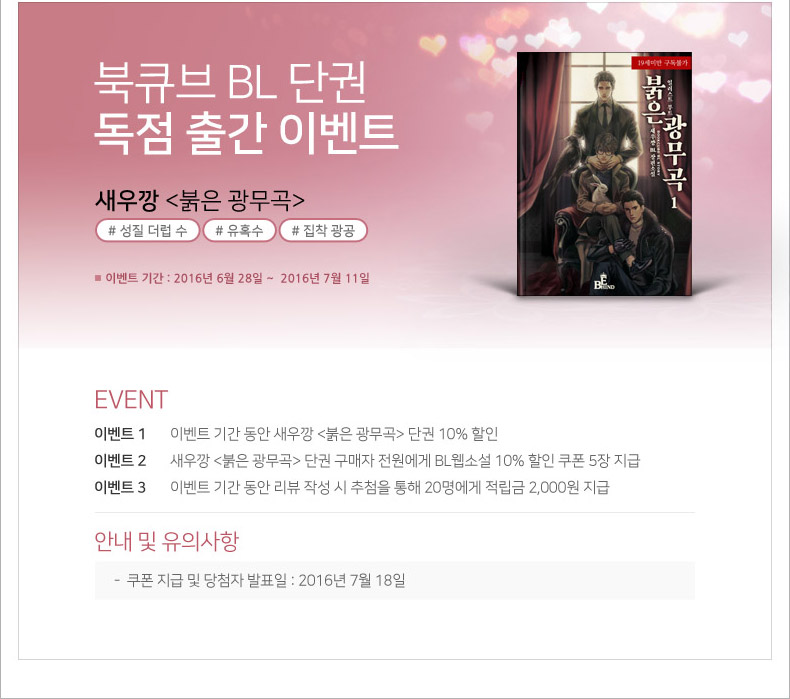 북큐브 BL 단권
독점 출간 이벤트
새우깡 <붉은 광무곡>
# 성질 더럽 수 # 유혹수 # 집착 광공
이벤트 기간 : 2016년 6월 28일 ~ 2016년 7월 11일
19세미만 구독불가
붉은
광무곡
1
새우깡 BL 장편소설
BEHIND
EVENT
이벤트 1 이벤트 기간 동안 새우깡 <붉은 광무곡> 단권 10% 할인
이벤트 2 새우깡 <붉은 광무곡> 단권 구매자 전원에게 BL웹소설 10% 할인 쿠폰 5장 지급
이벤트 3 이벤트 기간 동안 리뷰 작성 시 추첨을 통해 20명에게 적립금 2,000원 지급
안내 및 유의사항
- 쿠폰 지급 및 당첨자 발표일 : 2016년 7월 18일